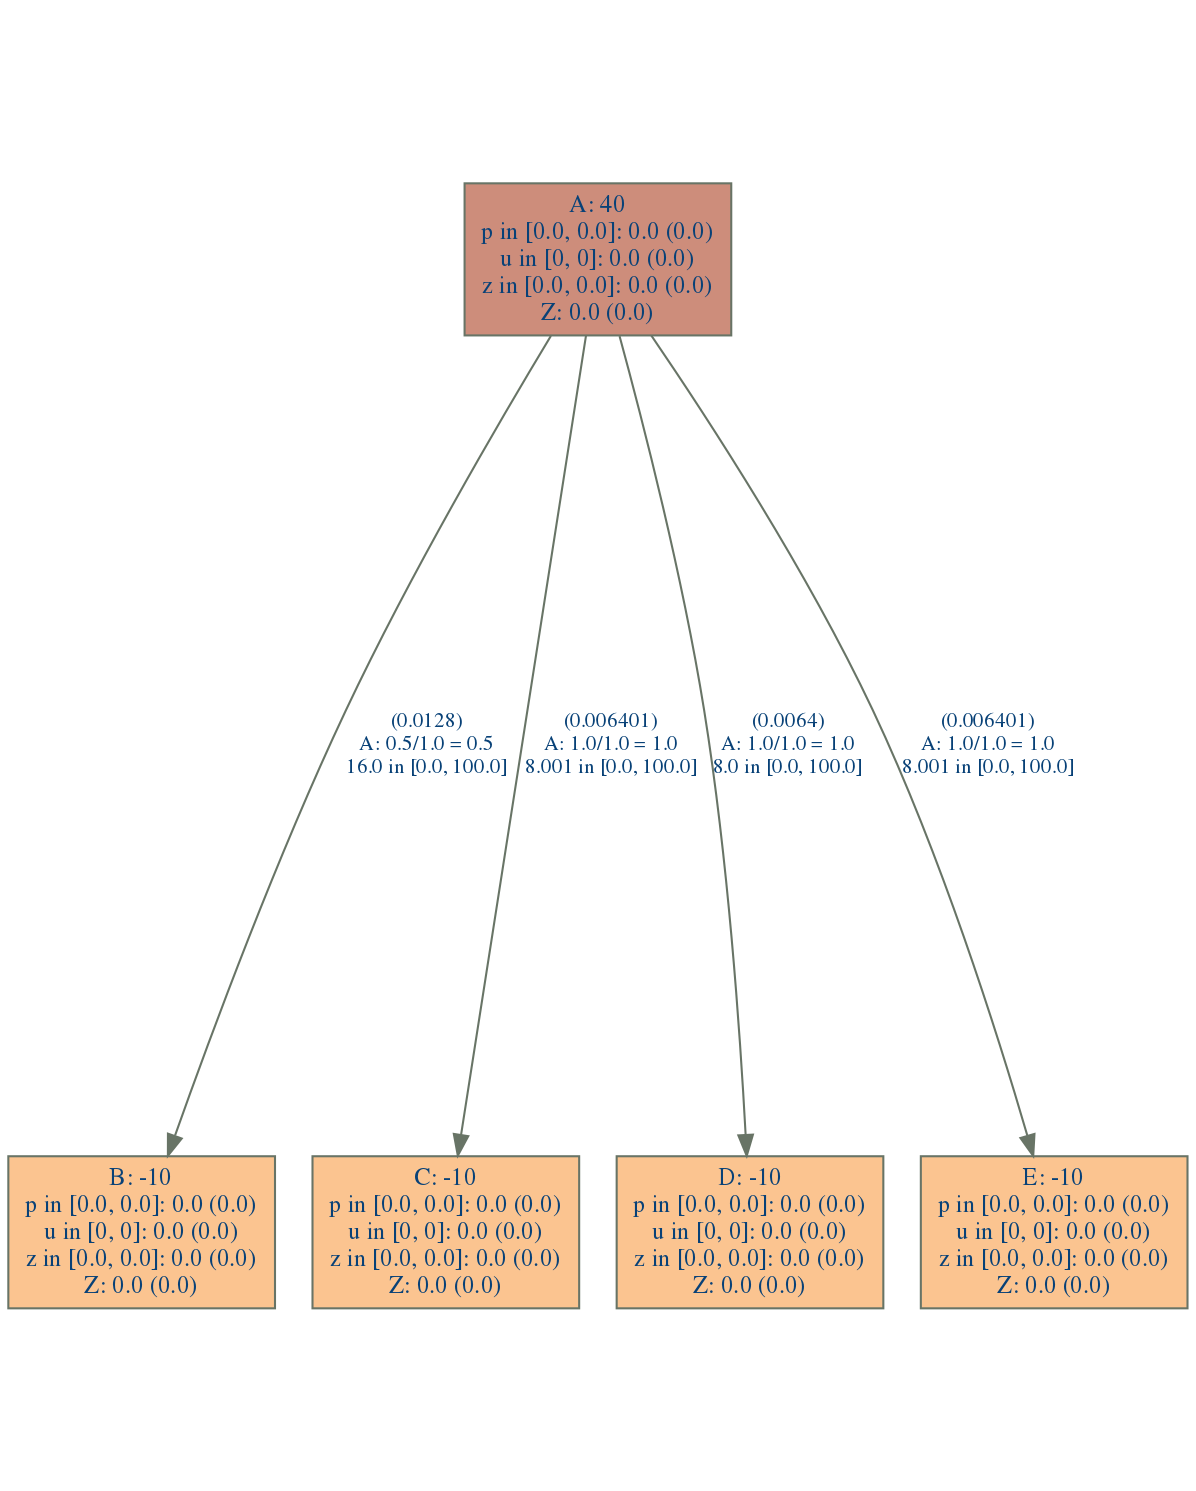 A: 40
p in [0.0, 0.0]: 0.0 (0.0)
u in [0, 0]: 0.0 (0.0)
z in [0.0, 0.0]: 0.0 (0.0)
Z: 0.0 (0.0)
(0.0128)
A: 0.5/1.0 = 0.5
16.0 in [0.0, 100.0]
(0.006401)
A: 1.0/1.0 = 1.0
8.001 in [0.0, 100.0]
(0.0064)
A: 1.0/1.0 = 1.0
8.0 in [0.0, 100.0]
(0.006401)
A: 1.0/1.0 = 1.0
8.001 in [0.0, 100.0]
B: -10
p in [0.0, 0.0]: 0.0 (0.0)
u in [0, 0]: 0.0 (0.0)
z in [0.0, 0.0]: 0.0 (0.0)
Z: 0.0 (0.0)
C: -10
p in [0.0, 0.0]: 0.0 (0.0)
u in [0, 0]: 0.0 (0.0)
z in [0.0, 0.0]: 0.0 (0.0)
Z: 0.0 (0.0)
D: -10
p in [0.0, 0.0]: 0.0 (0.0)
u in [0, 0]: 0.0 (0.0)
z in [0.0, 0.0]: 0.0 (0.0)
Z: 0.0 (0.0)
E: -10
p in [0.0, 0.0]: 0.0 (0.0)
u in [0, 0]: 0.0 (0.0)
z in [0.0, 0.0]: 0.0 (0.0)
Z: 0.0 (0.0)